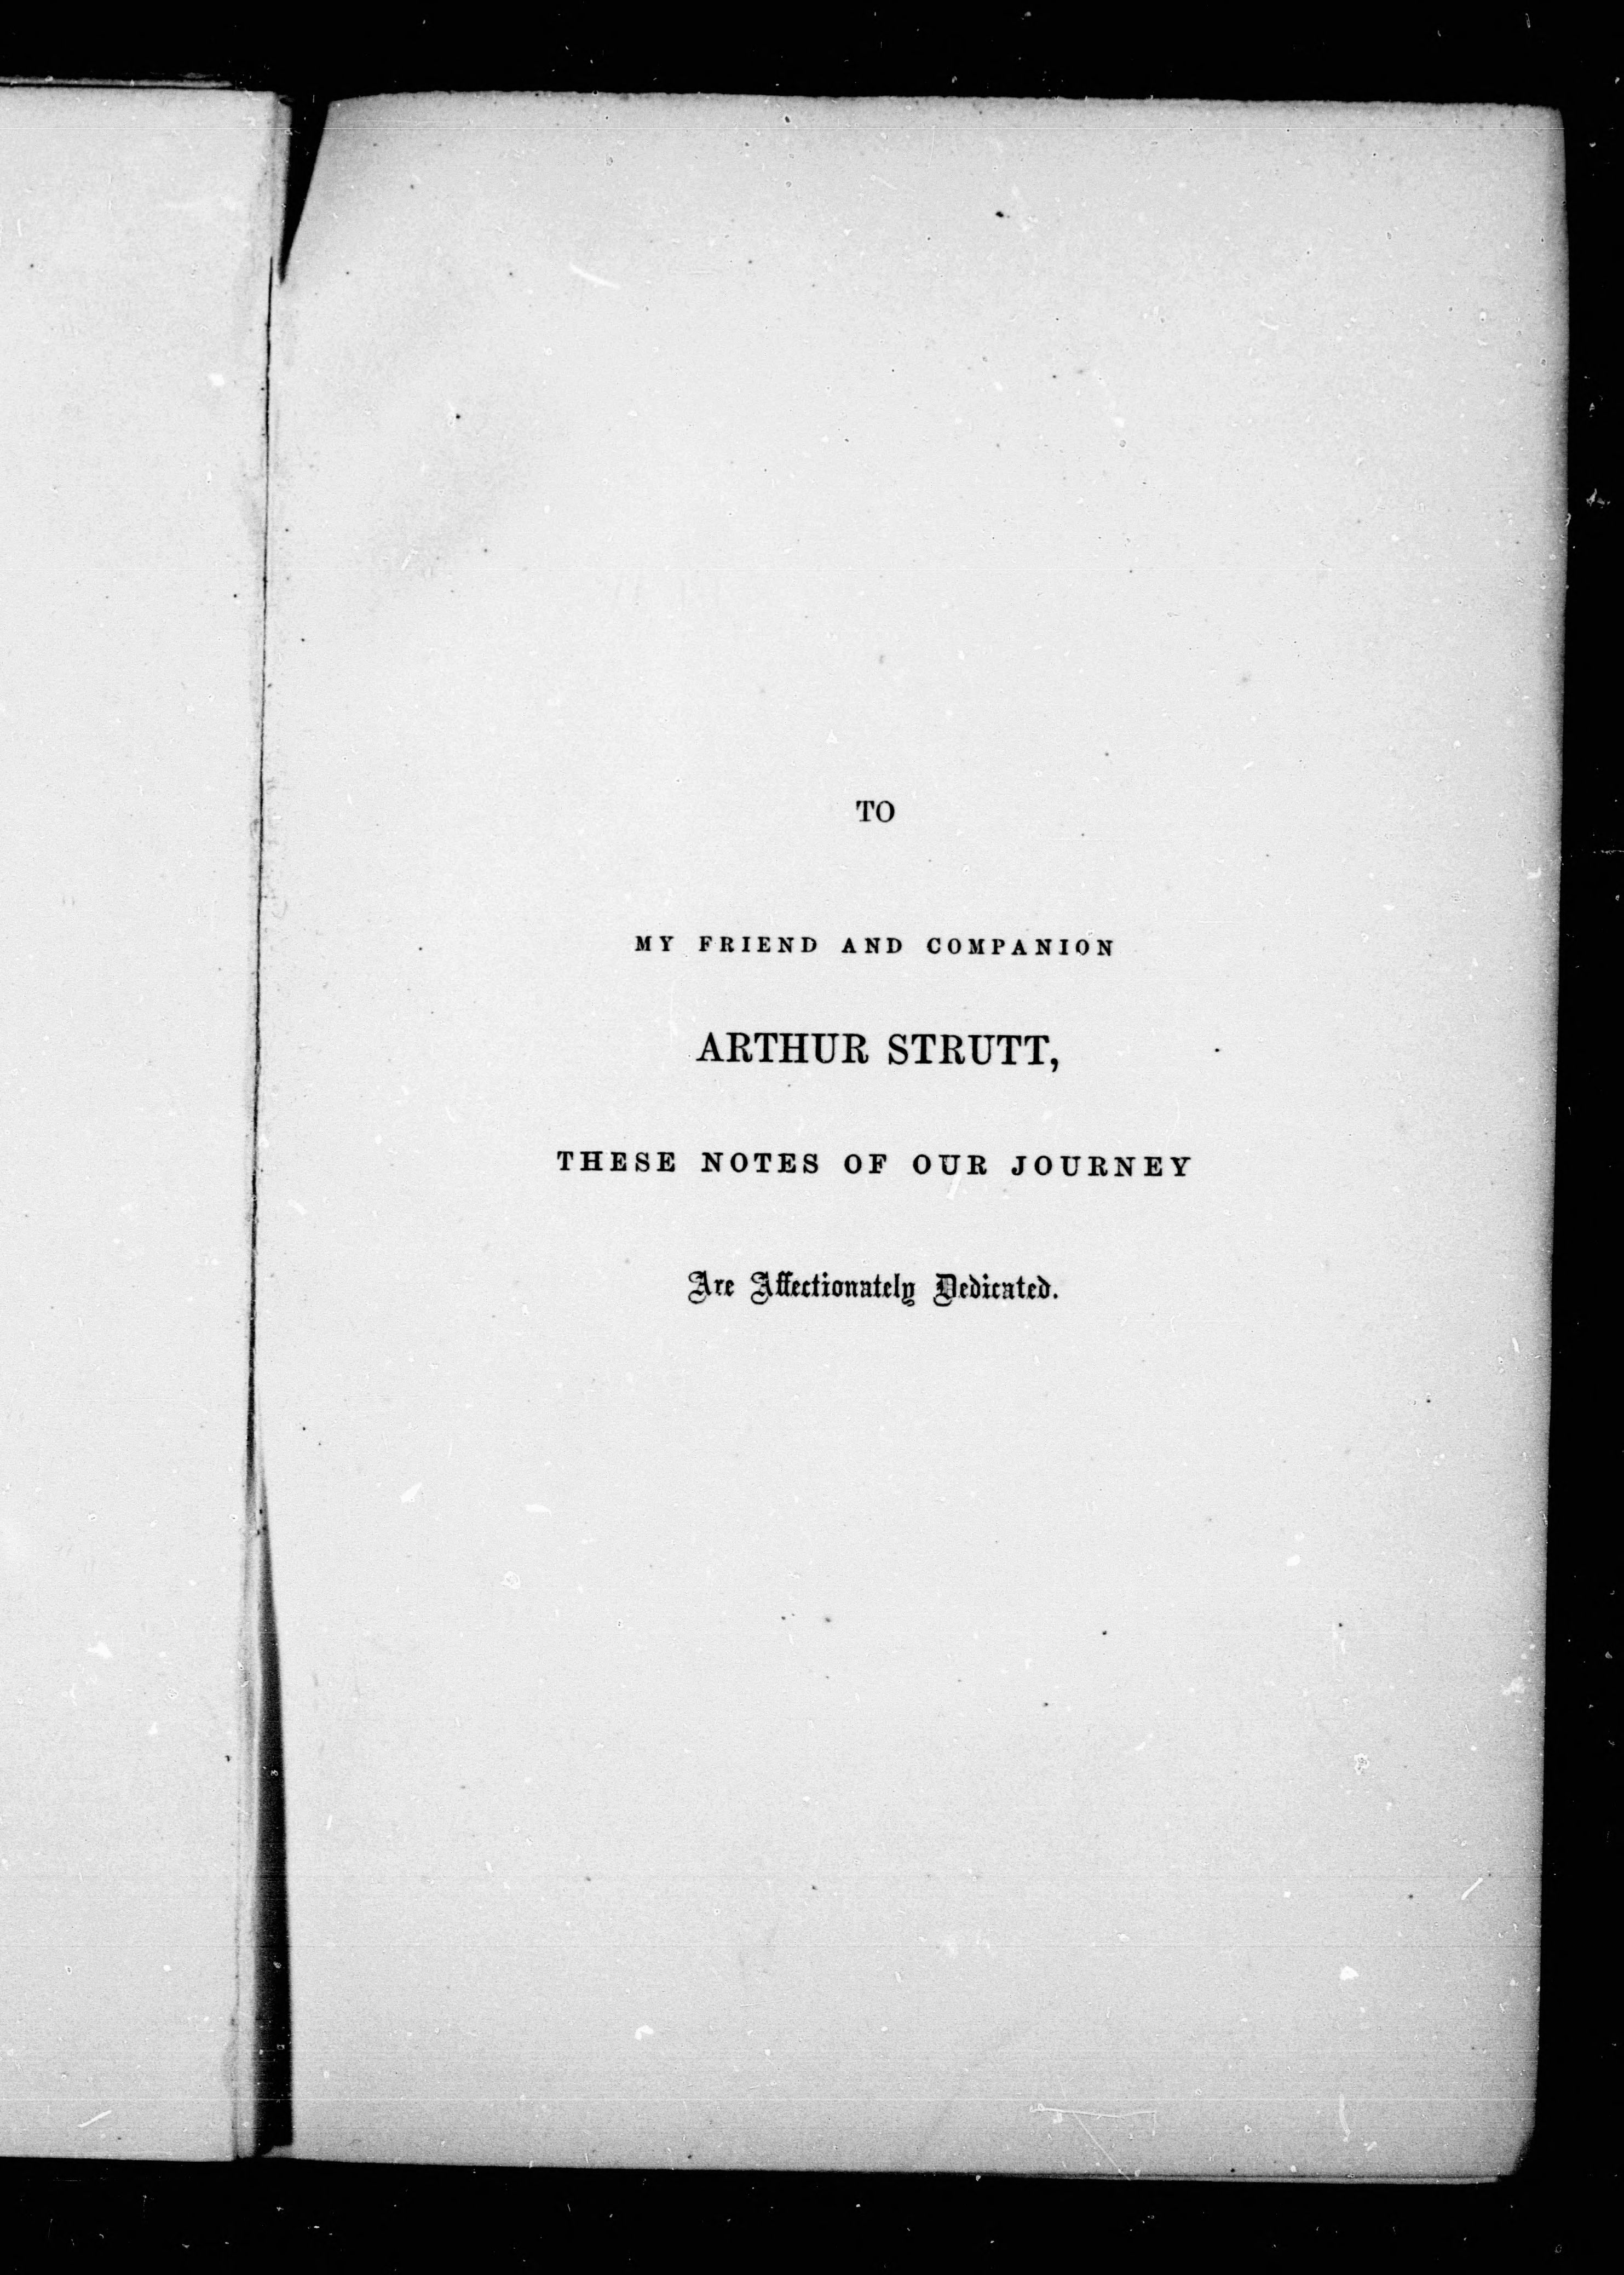 TO
MY FRIEND AND COMPANION
ARTHUR STRUTT,
THESE NOTES OF OUR JOURNEY
Are Affectionately Dedicated.